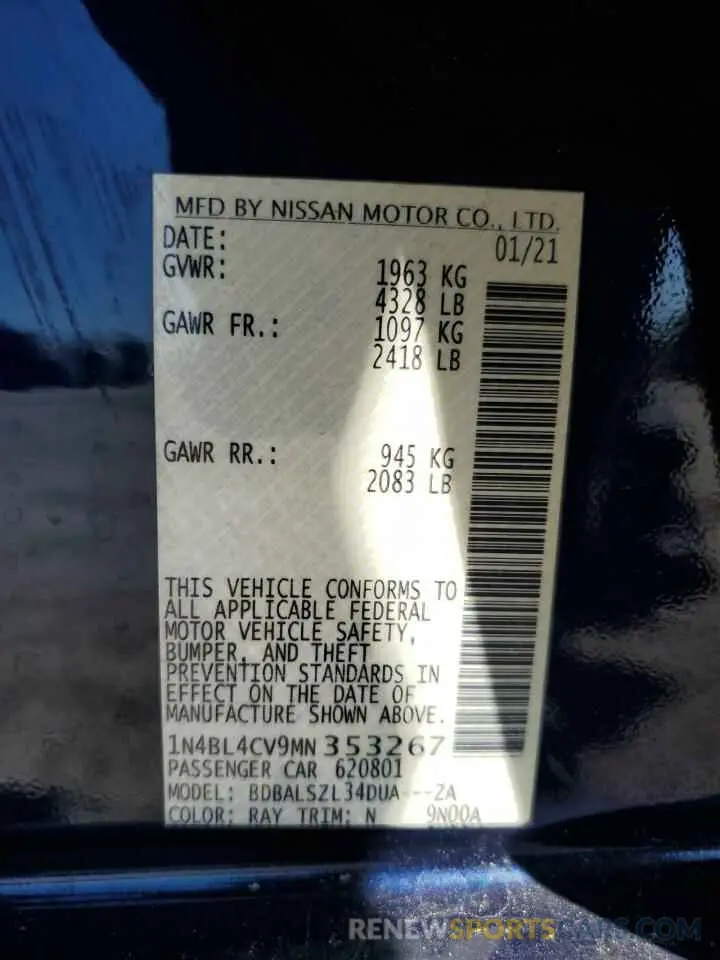 MFD BY NISSAN MOTOR CO., LTD.
DATE: 01/21
GVWR: 1963 KG
4328 LB
GAWR FR.: 1097 KG
2418 LB
GAWR RR.: 945 KG
2083 LB
THIS VEHICLE CONFORMS TO
ALL APPLICABLE FEDERAL
MOTOR VEHICLE SAFETY,
BUMPER, AND THEFT
PREVENTION STANDARDS IN
EFFECT ON THE DATE OF
MANUFACTURE SHOWN ABOVE.
1N4BL4CV9MN353267
PASSENGER CAR 620801
MODEL: BDBALSZL34DUA---ZA
COLOR: RAY TRIM: N 9N00A
RENEWSPORTSCARS.COM